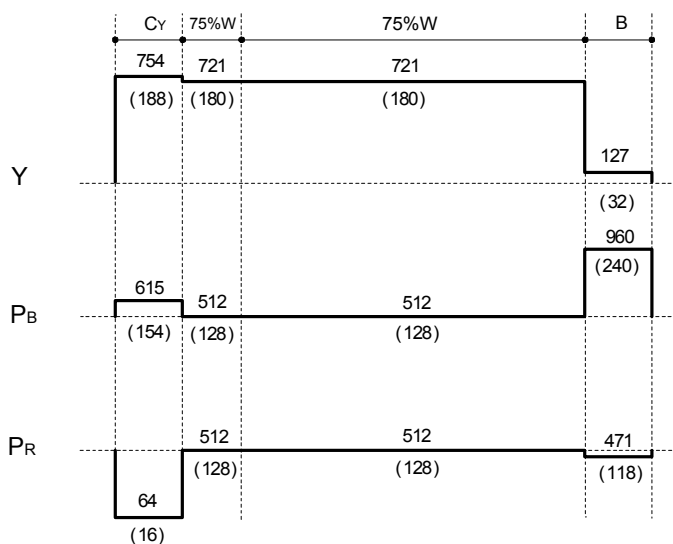 CY 75%W 75%W B
754 721 721
(188) (180) (180)
127
Y
(32)
960
(240)
615 512 512
PB
(154) (128) (128)
512 512 471
PR
(128) (128) (118)
64
(16)